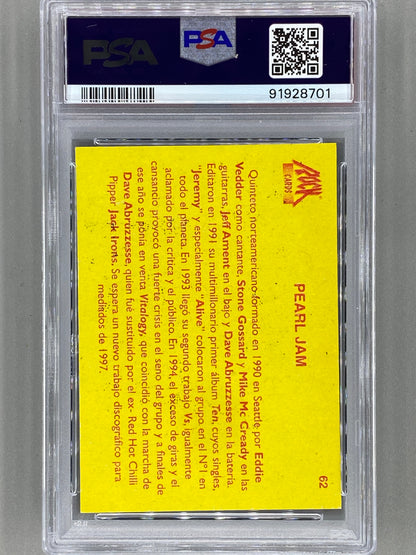 PSA
PSA
91928701
ROCK
CARDS
PEARL JAM
62
Quinteto norteamericano formado en 1990 en Seattle por Eddie
Vedder como cantante, Stone Gossard y Mike Mc Gready en las
guitarras, Jeff Ament en el bajo y Dave Abruzzesse en la batería.
Editaron en 1991 su multimillonario primer álbum Ten, cuyos singles,
"Jeremy" y especialmente "Alive" colocaron al grupo en el Nº1 en
todo el planeta. En 1993 llegó su segundo trabajo Vs, igualmente
aclamado por la crítica y el público. En 1994, el exceso de giras y el
cansancio provocó una fuerte crisis en el seno del grupo y a finales de
ese año se ponía en venta Vitalogy, que coincidió con la marcha de
Dave Abrúzzesse, quien fué sustituido por el ex- Red Hot Chilli
Pipper Jack Irons. Se espera un nuevo trabajo discográfico para
mediados de 1997.